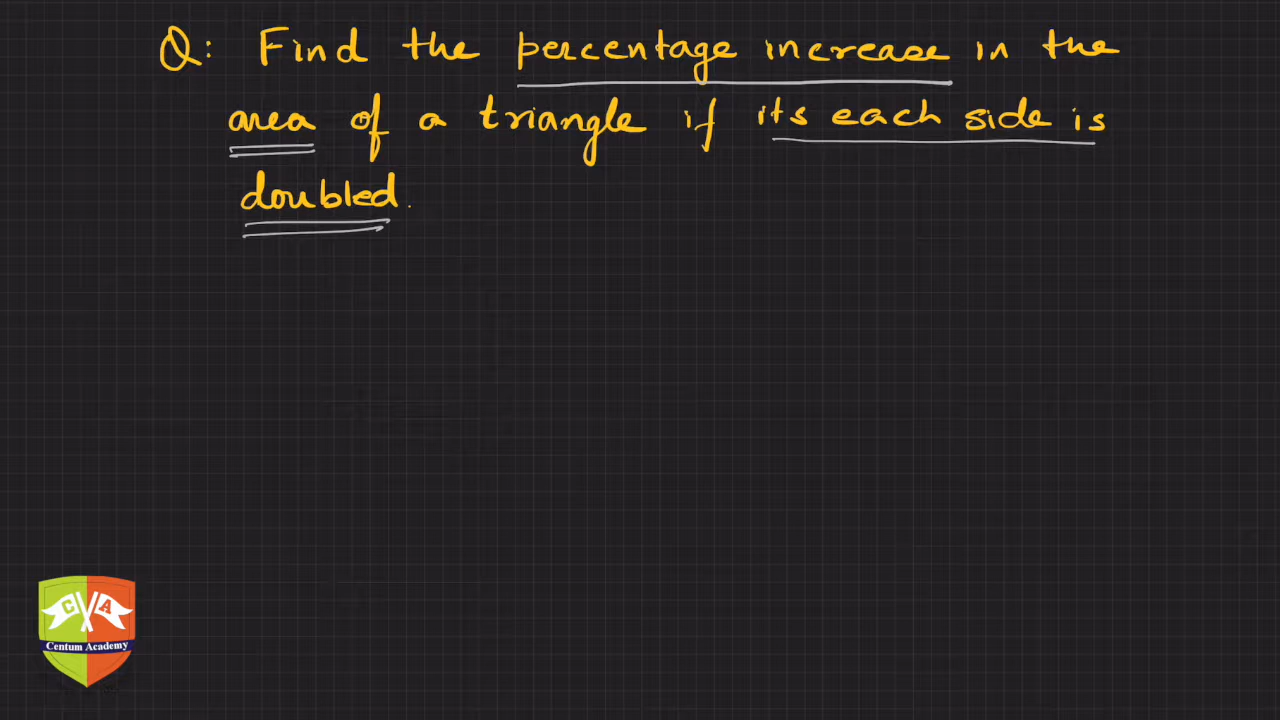 Q: Find the percentage increase in the
area of a triangle if its each side is
doubled.
C A
Centum Academy